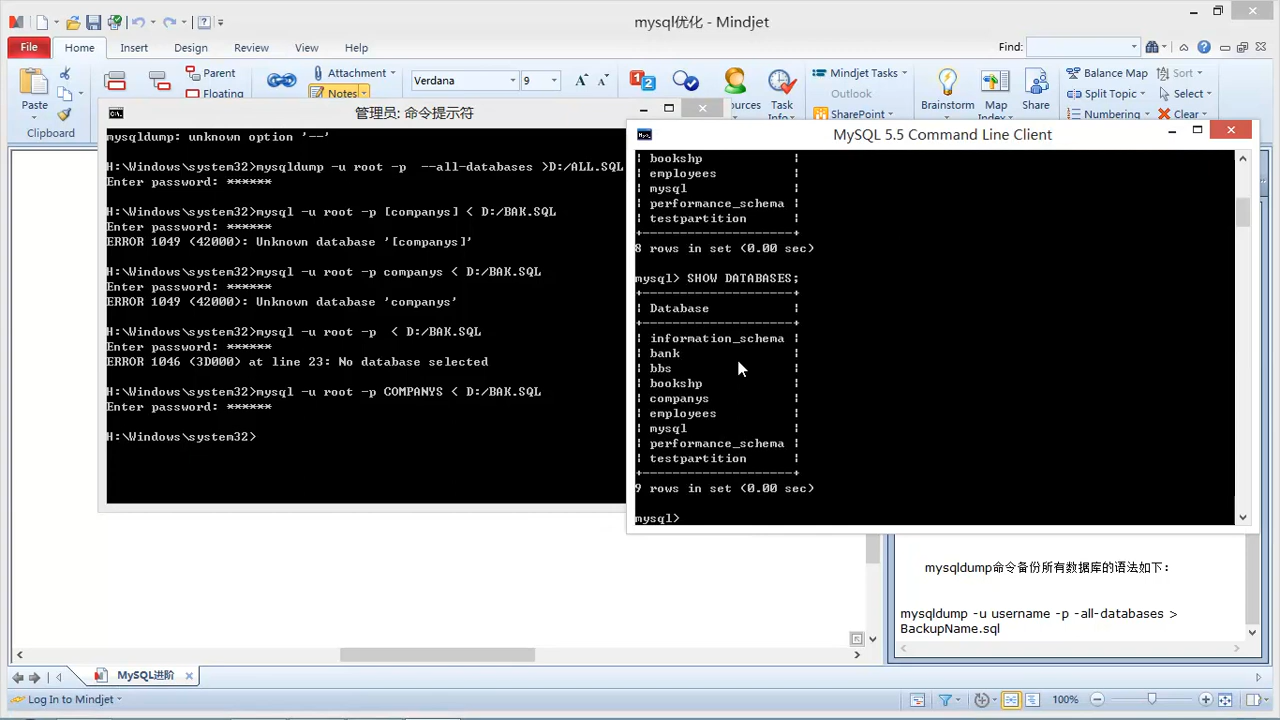 mysql优化 - Mindjet
File Home Insert Design Review View Help Find:
Paste
Clipboard
Parent
Floating
Attachment
Notes
Verdana 9
ources
Task
Info
Mindjet Tasks
Outlook
SharePoint
Brainstorm
Map
Share
Balance Map
Split Topic
Numbering
Sort
Select
Clear
管理员: 命令提示符
mysqldump: unknown option '--'
H:\Windows\system32>mysqldump -u root -p  --all-databases >D:/ALL.SQL
Enter password: ******
H:\Windows\system32>mysql -u root -p [companys] < D:/BAK.SQL
Enter password: ******
ERROR 1049 (42000): Unknown database '[companys]'
H:\Windows\system32>mysql -u root -p companys < D:/BAK.SQL
Enter password: ******
ERROR 1049 (42000): Unknown database 'companys'
H:\Windows\system32>mysql -u root -p  < D:/BAK.SQL
Enter password: ******
ERROR 1046 (3D000) at line 23: No database selected
H:\Windows\system32>mysql -u root -p COMPANYS < D:/BAK.SQL
Enter password: ******
H:\Windows\system32>
MySQL 5.5 Command Line Client
| bookshp |
| employees |
| mysql |
| performance_schema |
| testpartition |
+--------------------+
8 rows in set (0.00 sec)
mysql> SHOW DATABASES;
+--------------------+
| Database |
+--------------------+
| information_schema |
| bank |
| bbs |
| bookshp |
| companys |
| employees |
| mysql |
| performance_schema |
| testpartition |
+--------------------+
9 rows in set (0.00 sec)
mysql>
mysqldump命令备份所有数据库的语法如下:
mysqldump -u username -p -all-databases >
BackupName.sql
MySQL进阶
Log In to Mindjet
100%